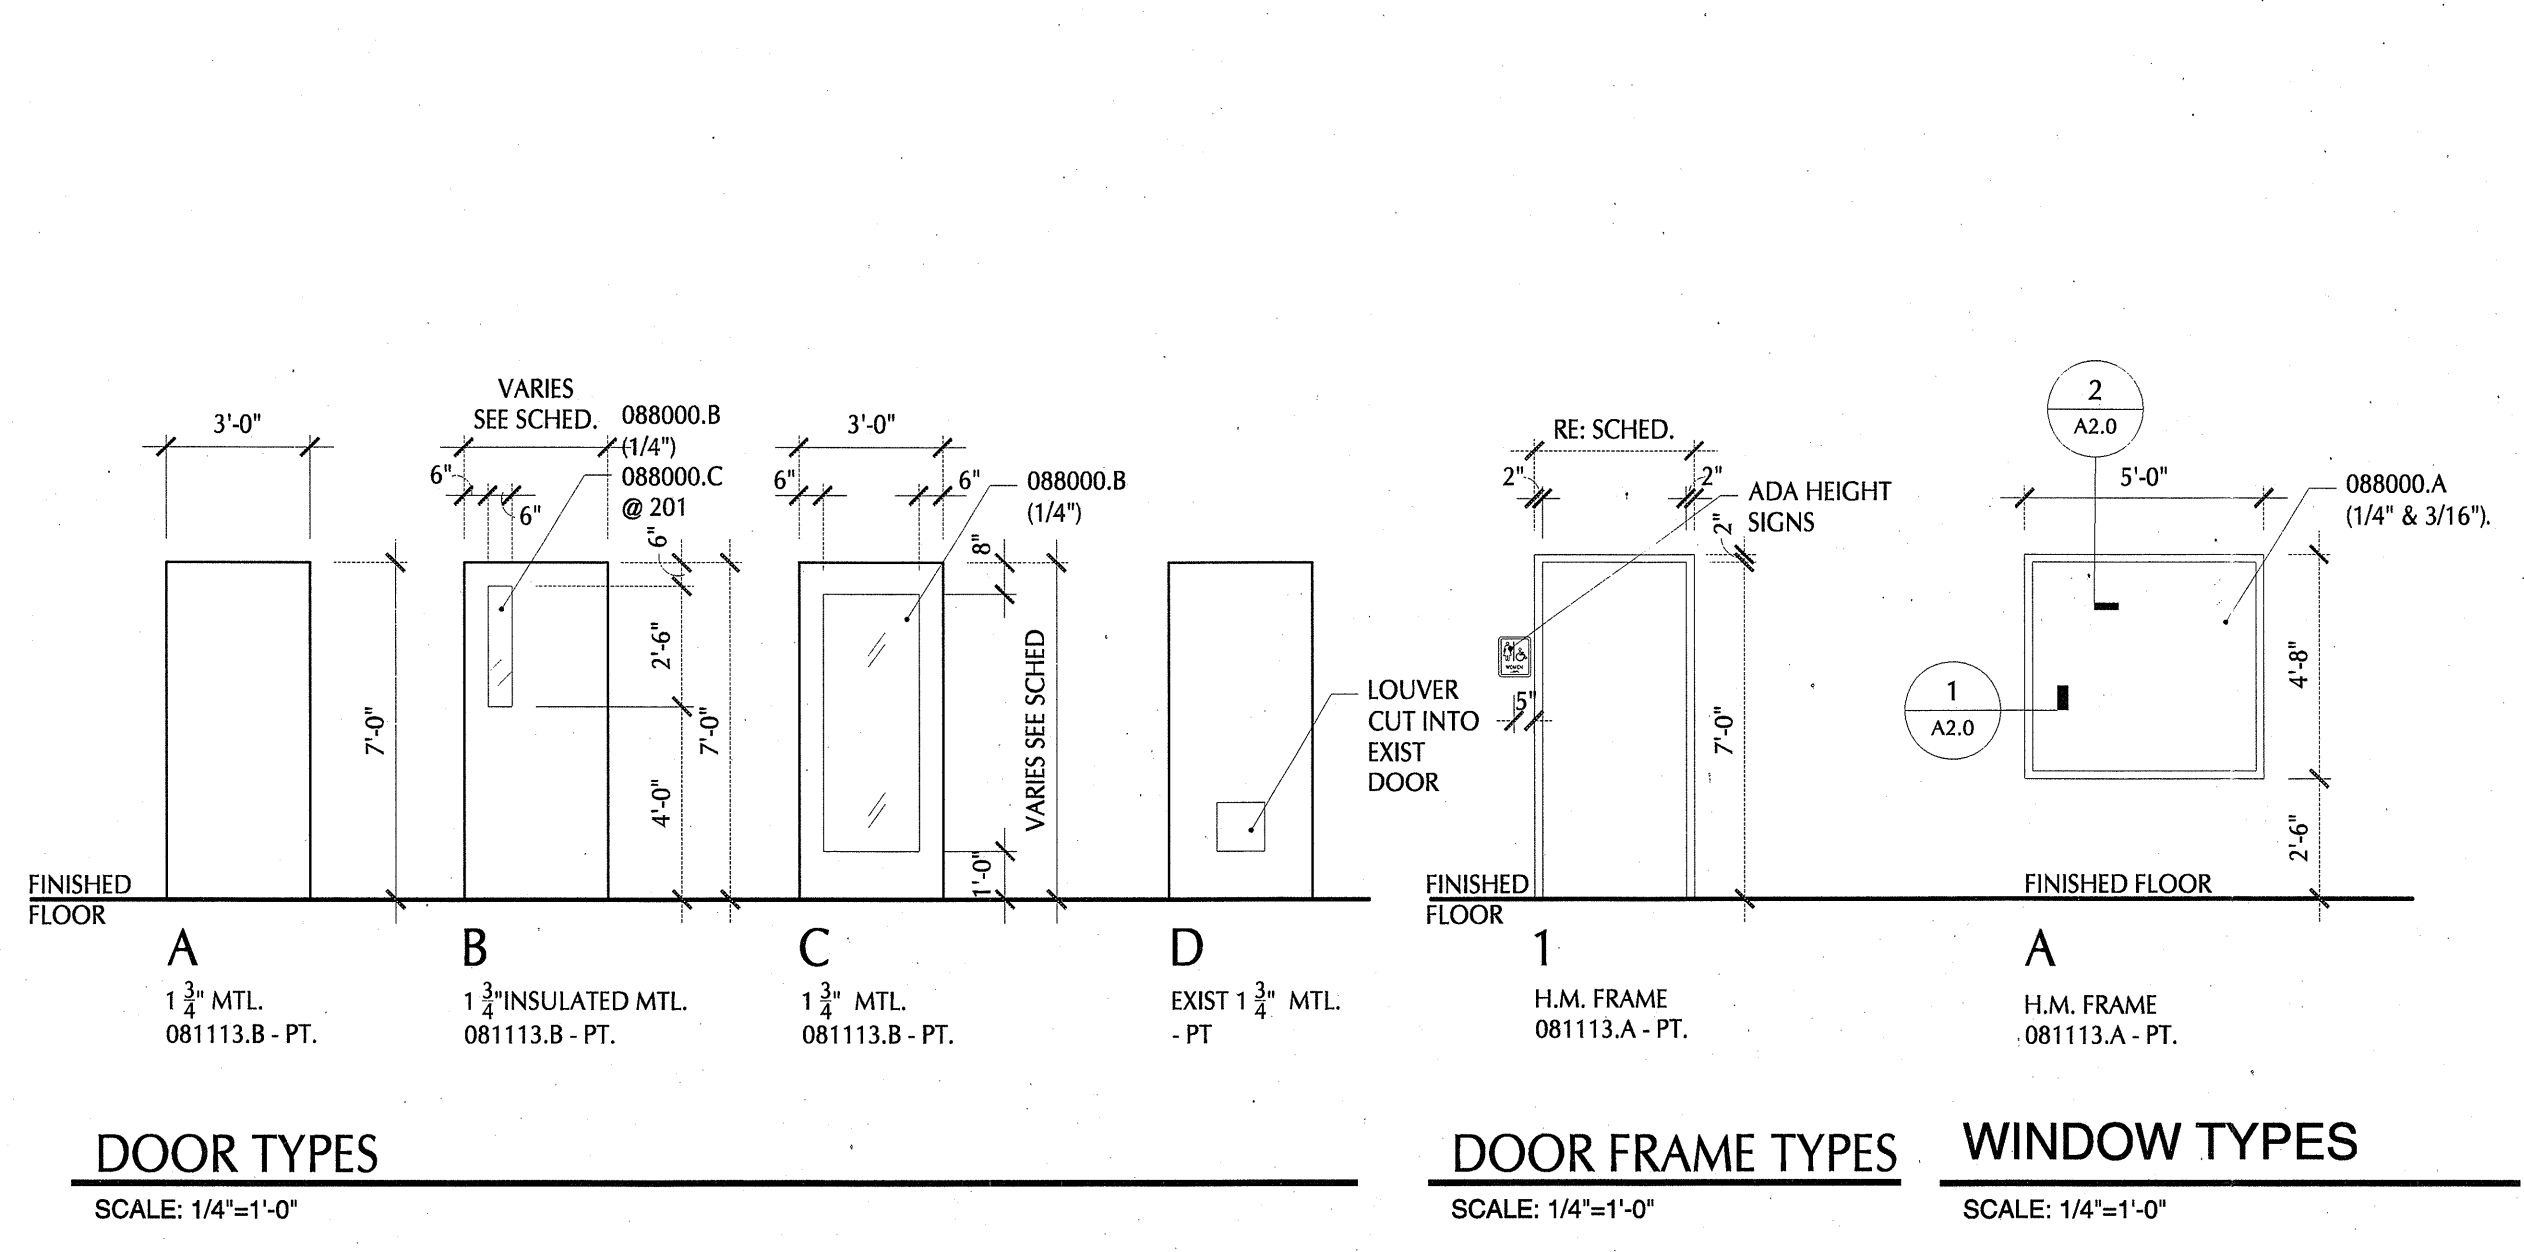 VARIES
SEE SCHED.
3'-0"
088000.B
(1/4")
088000.C
@ 201
6"
6"
6"
2'-6"
4'-0"
7'-0"
7'-0"
3'-0"
6"
6"
088000.B
(1/4")
8"
VARIES SEE SCHED
1'-0"
LOUVER
CUT INTO
EXIST
DOOR
FINISHED
FLOOR
A
1 3/4" MTL.
081113.B - PT.
B
1 3/4"INSULATED MTL.
081113.B - PT.
C
1 3/4" MTL.
081113.B - PT.
D
EXIST 1 3/4" MTL.
- PT
DOOR TYPES
SCALE: 1/4"=1'-0"
RE: SCHED.
2"
2"
2"
ADA HEIGHT
SIGNS
WOMEN
5"
7'-0"
FINISHED
FLOOR
1
H.M. FRAME
081113.A - PT.
DOOR FRAME TYPES
SCALE: 1/4"=1'-0"
2
A2.0
5'-0"
088000.A
(1/4" & 3/16").
1
A2.0
4'-8"
2'-6"
FINISHED FLOOR
A
H.M. FRAME
081113.A - PT.
WINDOW TYPES
SCALE: 1/4"=1'-0"